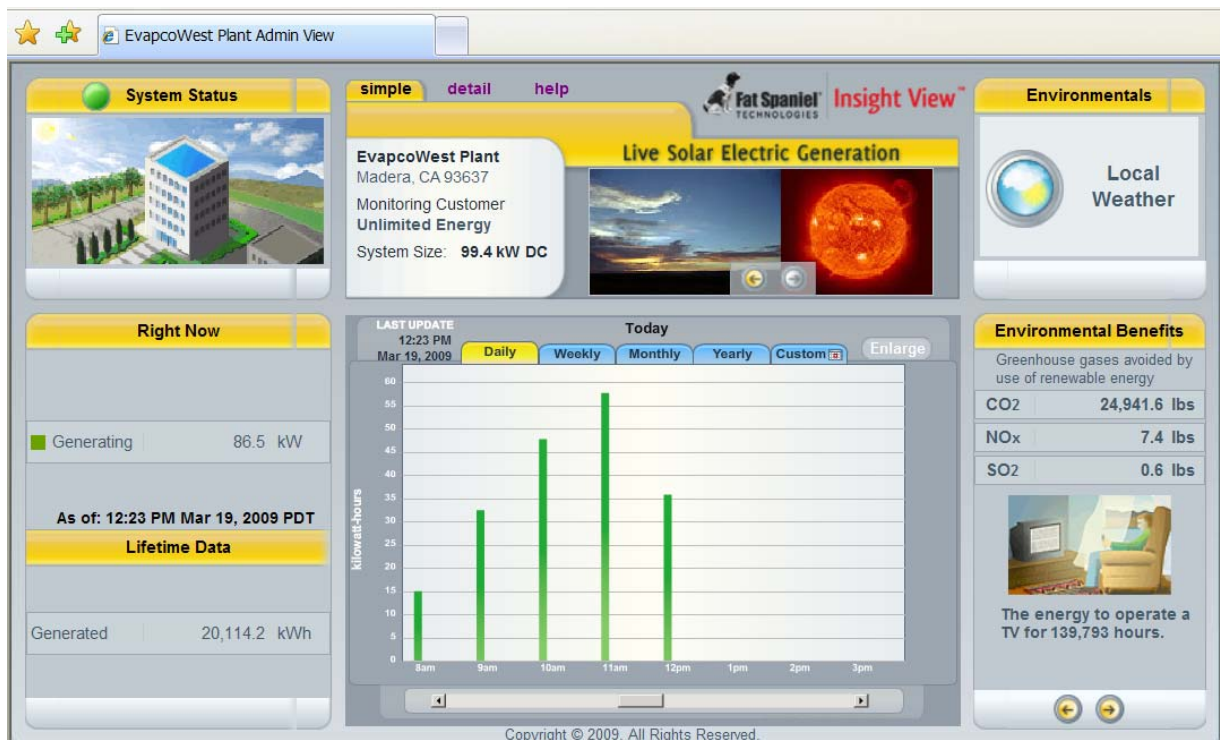 EvapcoWest Plant Admin View
System Status
simple detail help
Fat Spaniel
TECHNOLOGIES
Insight View™
EvapcoWest Plant
Madera, CA 93637
Monitoring Customer
Unlimited Energy
System Size: 99.4 kW DC
Live Solar Electric Generation
Environmentals
Local
Weather
Right Now
Generating 86.5 kW
As of: 12:23 PM Mar 19, 2009 PDT
Lifetime Data
Generated 20,114.2 kWh
LAST UPDATE
12:23 PM
Mar 19, 2009
Today
Daily Weekly Monthly Yearly Custom Enlarge
kilowatt-hours
60
55
50
45
40
35
30
25
20
15
10
5
0
8am 9am 10am 11am 12pm 1pm 2pm 3pm
Environmental Benefits
Greenhouse gases avoided by
use of renewable energy
CO2 24,941.6 lbs
NOx 7.4 lbs
SO2 0.6 lbs
The energy to operate a
TV for 139,793 hours.
Copyright © 2009. All Rights Reserved.